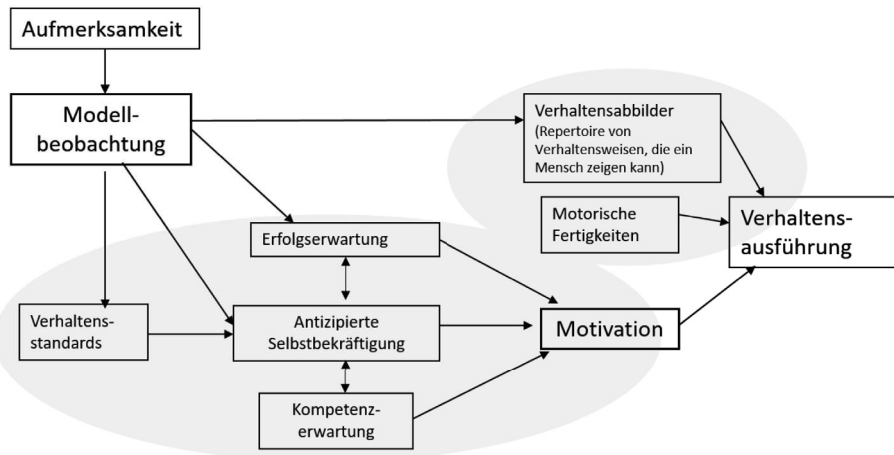 Aufmerksamkeit
Modell-
beobachtung
Verhaltensabbilder
(Repertoire von
Verhaltensweisen, die ein
Mensch zeigen kann)
Motorische
Fertigkeiten
Verhaltens-
ausführung
Erfolgserwartung
Verhaltens-
standards
Antizipierte
Selbstbekräftigung
Motivation
Kompetenz-
erwartung